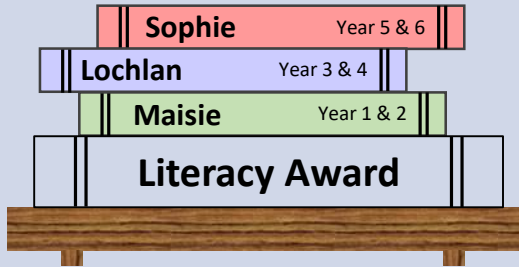 Sophie Year 5 & 6
Lochlan Year 3 & 4
Maisie Year 1 & 2
Literacy Award